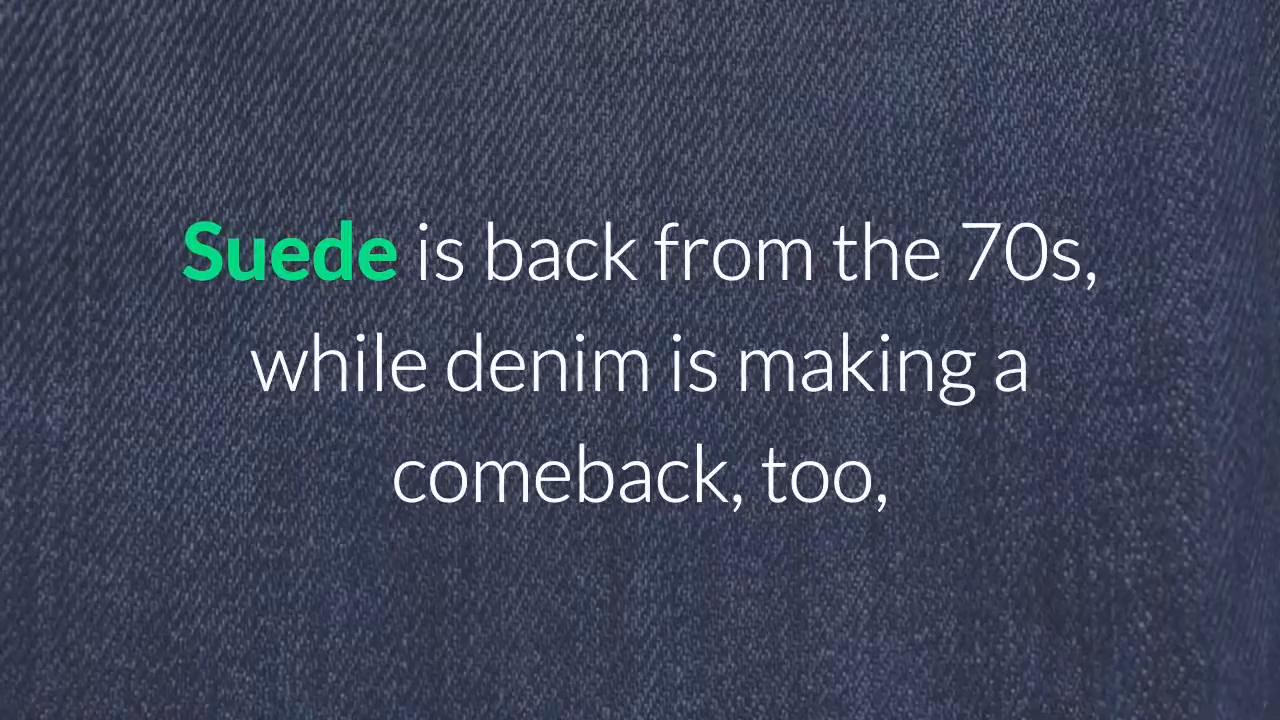 Suede is back from the 70s,
while denim is making a
comeback, too,